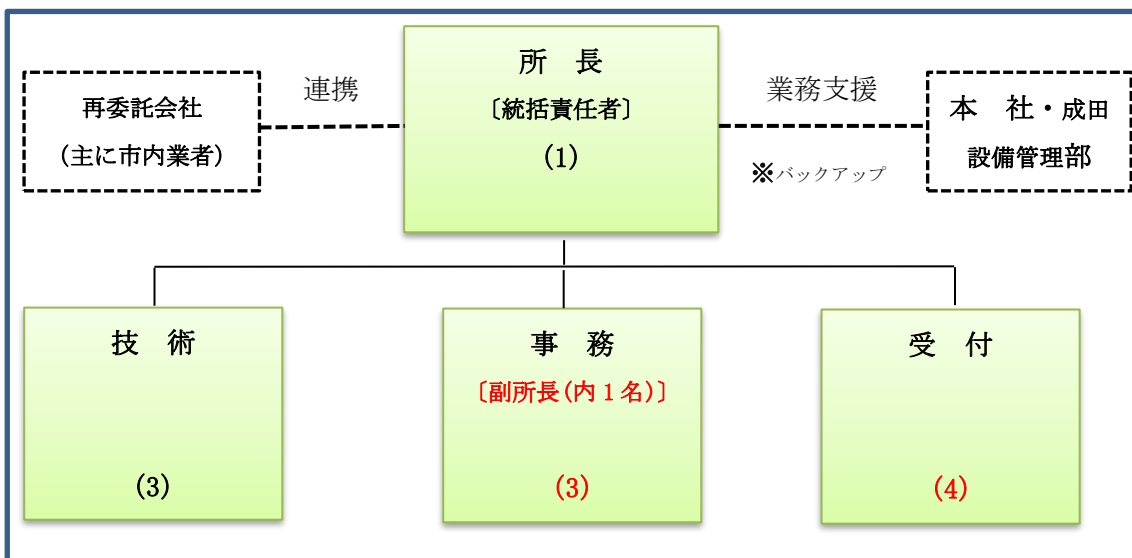 所　長
〔統括責任者〕
(1)
再委託会社
(主に市内業者)
連携
業務支援
※バックアップ
本　社・成田
設備管理部
技　術
(3)
事　務
〔副所長(内１名)〕
(3)
受　付
(4)